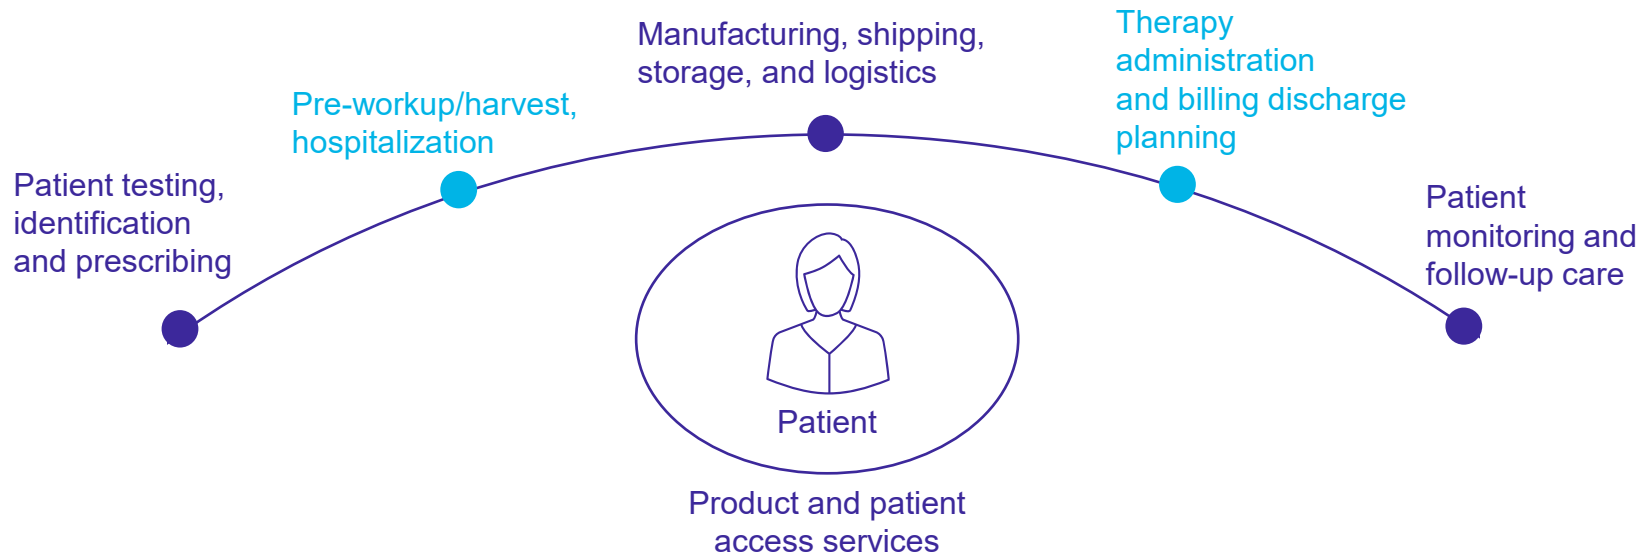 Patient testing,
identification
and prescribing
Pre-workup/harvest,
hospitalization
Manufacturing, shipping,
storage, and logistics
Therapy
administration
and billing discharge
planning
Patient
monitoring and
follow-up care
Patient
Product and patient
access services